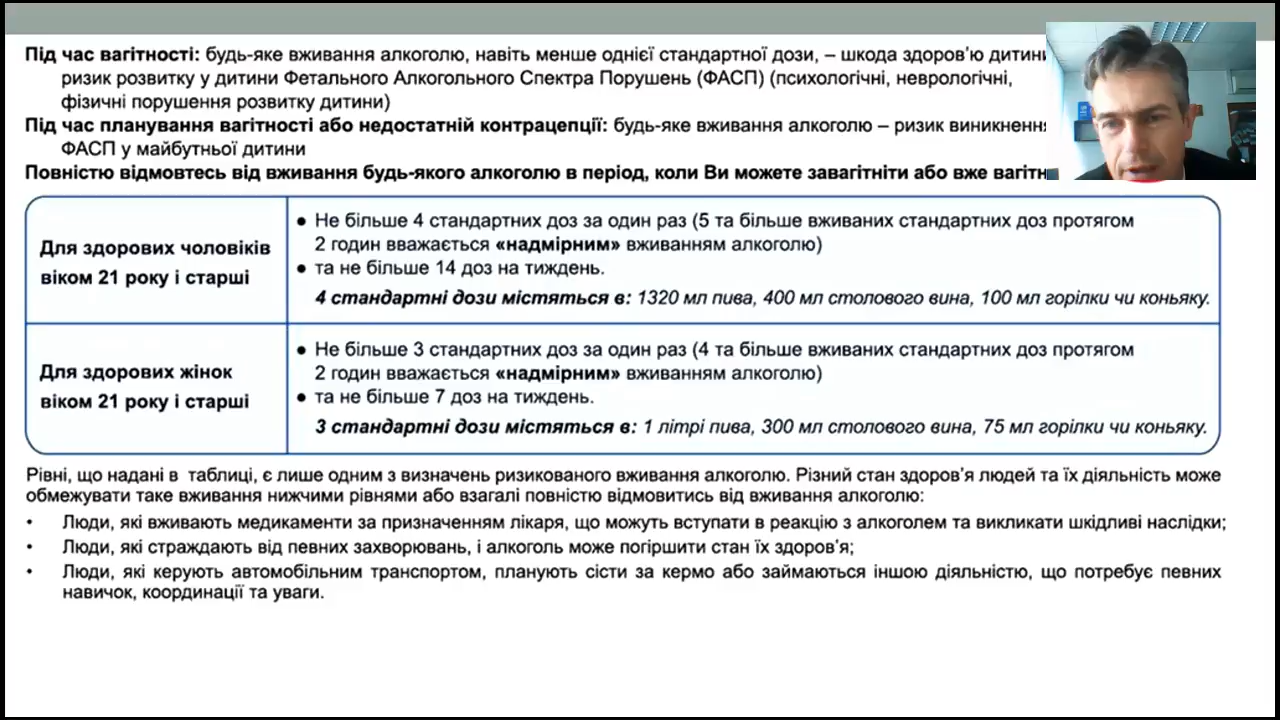 Під час вагітності: будь-яке вживання алкоголю, навіть менше однієї стандартної дози, – шкода здоров'ю дитини
ризик розвитку у дитини Фетального Алкогольного Спектра Порушень (ФАСП) (психологічні, неврологічні,
фізичні порушення розвитку дитини)
Під час планування вагітності або недостатній контрацепції: будь-яке вживання алкоголю – ризик виникнення
ФАСП у майбутньої дитини
Повністю відмовтесь від вживання будь-якого алкоголю в період, коли Ви можете завагітніти або вже
Для здорових чоловіків
віком 21 року і старші
● Не більше 4 стандартних доз за один раз (5 та більше вживаних стандартних доз протягом
2 годин вважається «надмірним» вживанням алкоголю)
● та не більше 14 доз на тиждень.
4 стандартні дози містяться в: 1320 мл пива, 400 мл столового вина, 100 мл горілки чи коньяку.
Для здорових жінок
віком 21 року і старші
● Не більше 3 стандартних доз за один раз (4 та більше вживаних стандартних доз протягом
2 годин вважається «надмірним» вживанням алкоголю)
● та не більше 7 доз на тиждень.
3 стандартні дози містяться в: 1 літрі пива, 300 мл столового вина, 75 мл горілки чи коньяку.
Рівні, що надані в таблиці, є лише одним з визначень ризикованого вживання алкоголю. Різний стан здоров'я людей та їх діяльність може
обмежувати таке вживання нижчими рівнями або взагалі повністю відмовитись від вживання алкоголю:
• Люди, які вживають медикаменти за призначенням лікаря, що можуть вступати в реакцію з алкоголем та викликати шкідливі наслідки;
• Люди, які страждають від певних захворювань, і алкоголь може погіршити стан їх здоров'я;
• Люди, які керують автомобільним транспортом, планують сісти за кермо або займаються іншою діяльністю, що потребує певних
навичок, координації та уваги.